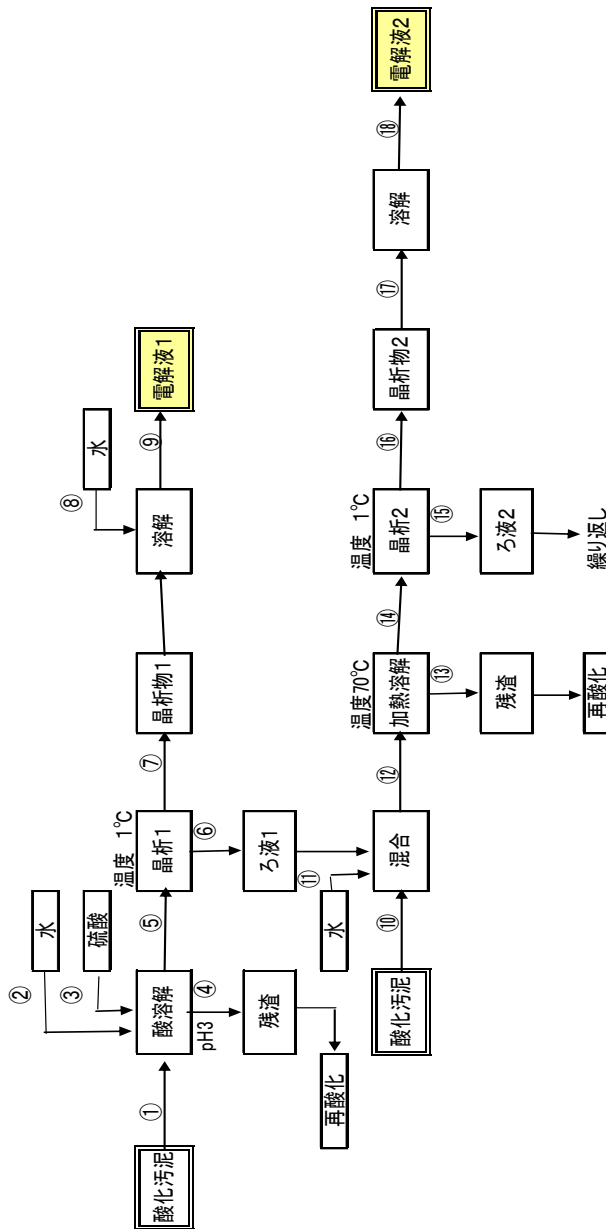 酸化汚泥
①
②
水
③
硫酸
酸溶解
pH3
④
残渣
再酸化
⑤
温度 1℃
晶析1
⑥
ろ液1
⑦
晶析物1
⑧
水
溶解
⑨
電解液1
酸化汚泥
⑩
⑪
水
混合
⑫
温度70℃
加熱溶解
⑬
残渣
再酸化
⑭
温度 1℃
晶析2
⑮
ろ液2
繰り返し
⑯
晶析物2
⑰
溶解
⑱
電解液2